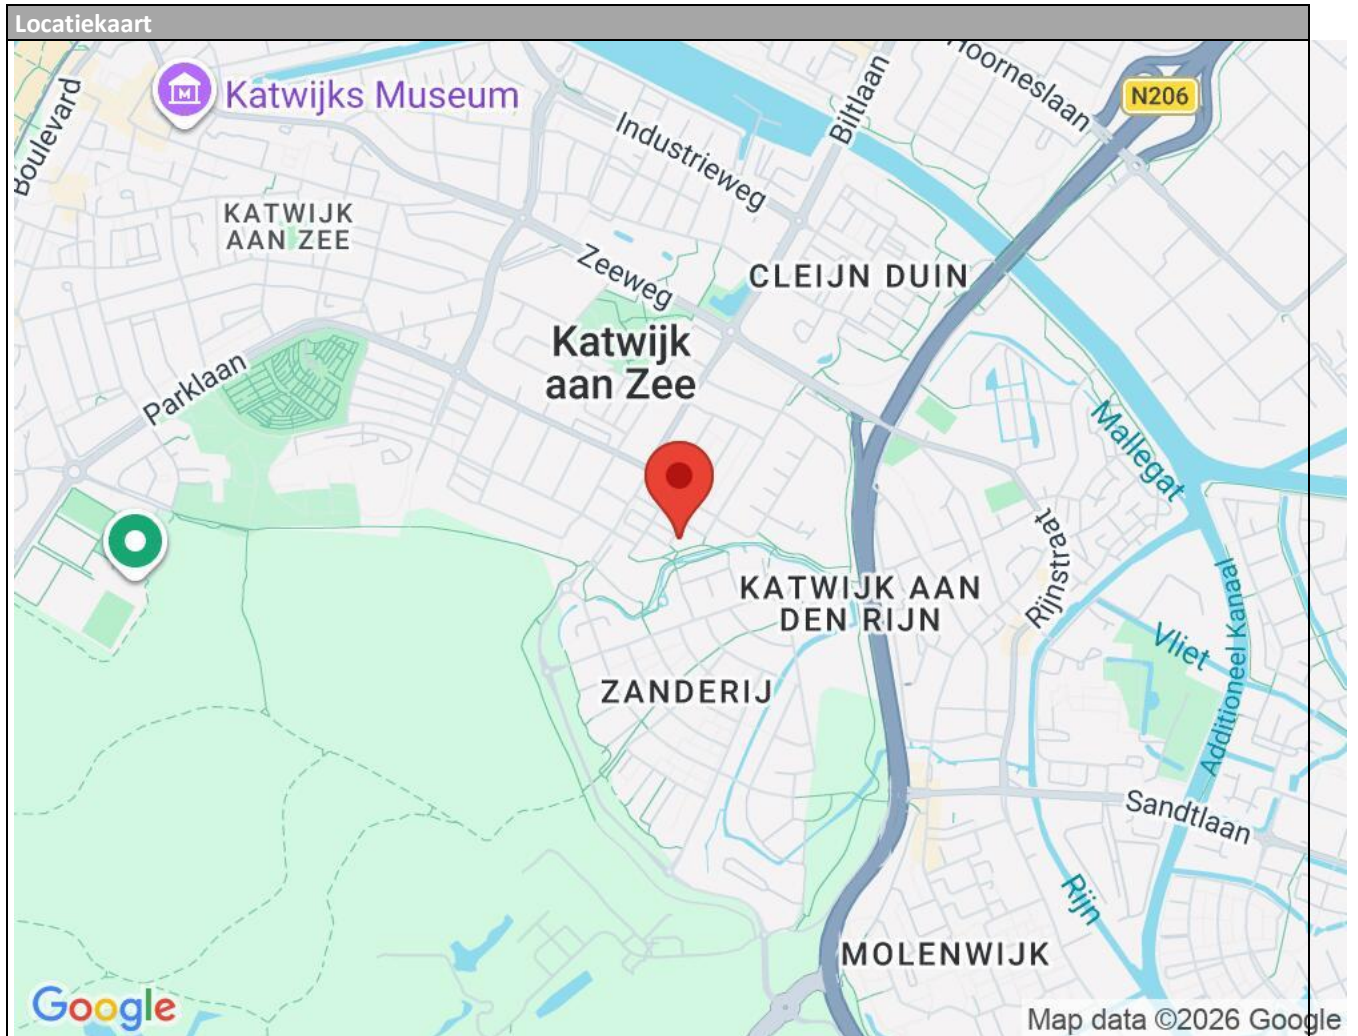 Locatiekaart
Boulevard
Katwijks Museum
Industrieweg
Biltlaan
Hoorneslaan
N206
KATWIJK
AAN ZEE
Zeeweg
CLEIJN DUIN
Katwijk
aan Zee
Parklaan
Mallegat
Rijnstraat
KATWIJK AAN
DEN RIJN
Vliet
Additioneel Kanaal
ZANDERIJ
Sandtlaan
Rijn
MOLENWIJK
Google
Map data ©2026 Google